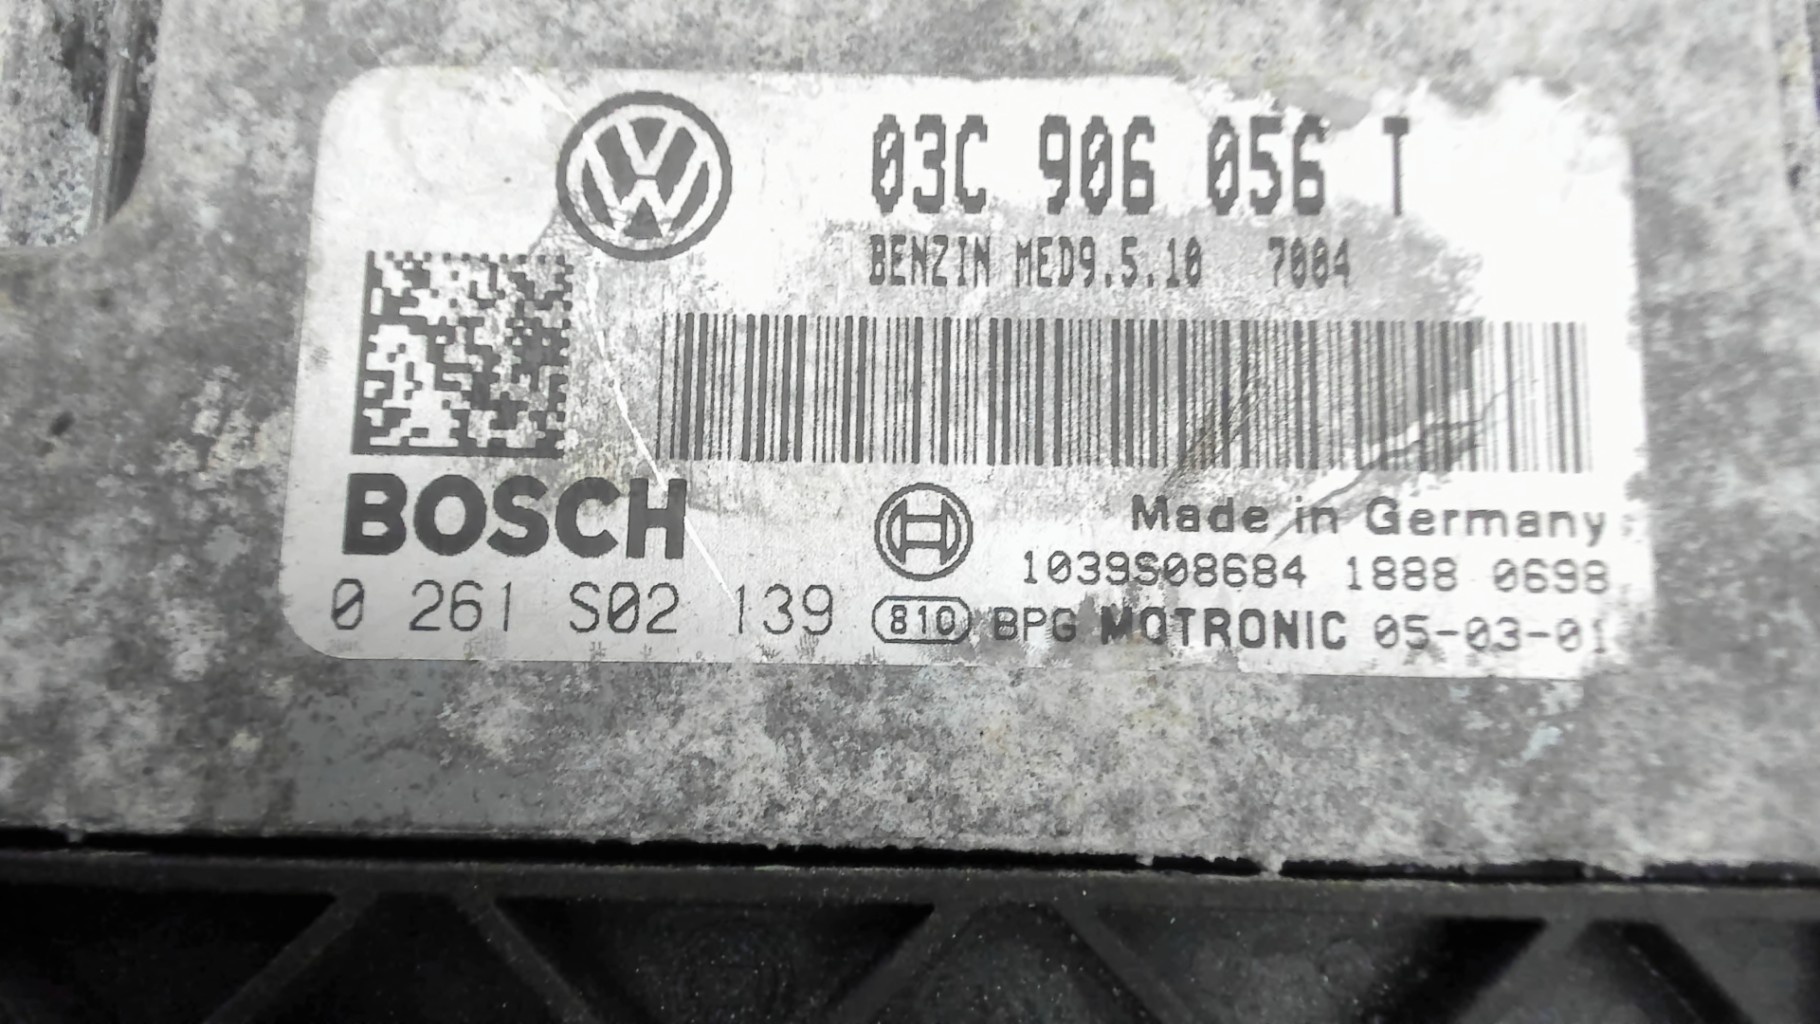 03C 906 056 T
BENZIN MED9.5.10 7004
BOSCH
Made in Germany
1039S08684 1888 0698
0 261 S02 139
810 BPG MOTRONIC 05-03-01